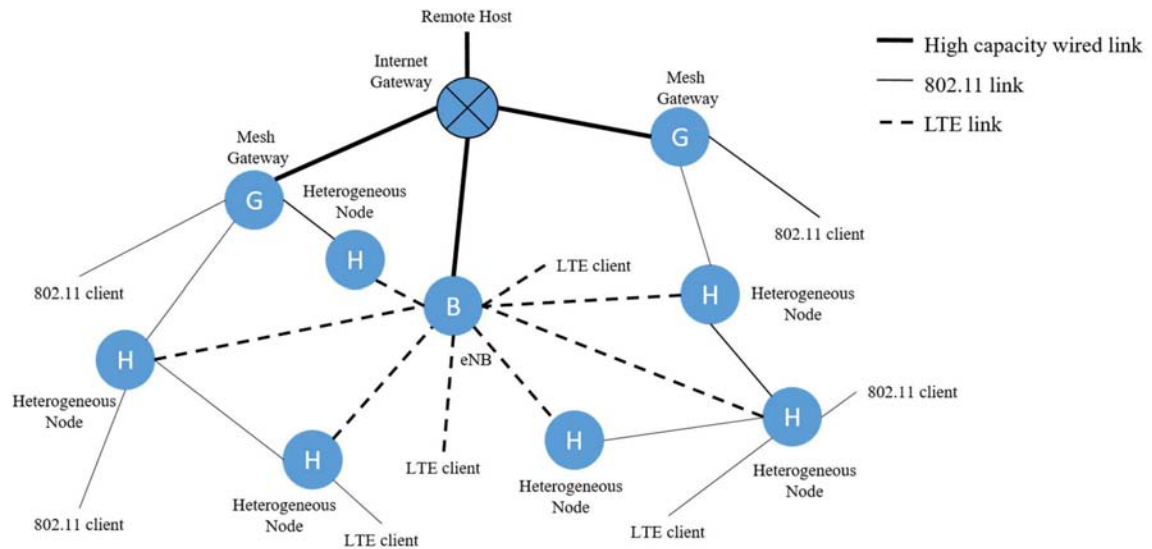 Remote Host
Internet
Gateway
High capacity wired link
802.11 link
LTE link
Mesh
Gateway
G
Mesh
Gateway
G
Heterogeneous
Node
H
802.11 client
LTE client
802.11 client
B
eNB
H
Heterogeneous
Node
H
Heterogeneous
Node
802.11 client
H
Heterogeneous
Node
H
Heterogeneous
Node
H
Heterogeneous
Node
LTE client
802.11 client
LTE client
LTE client